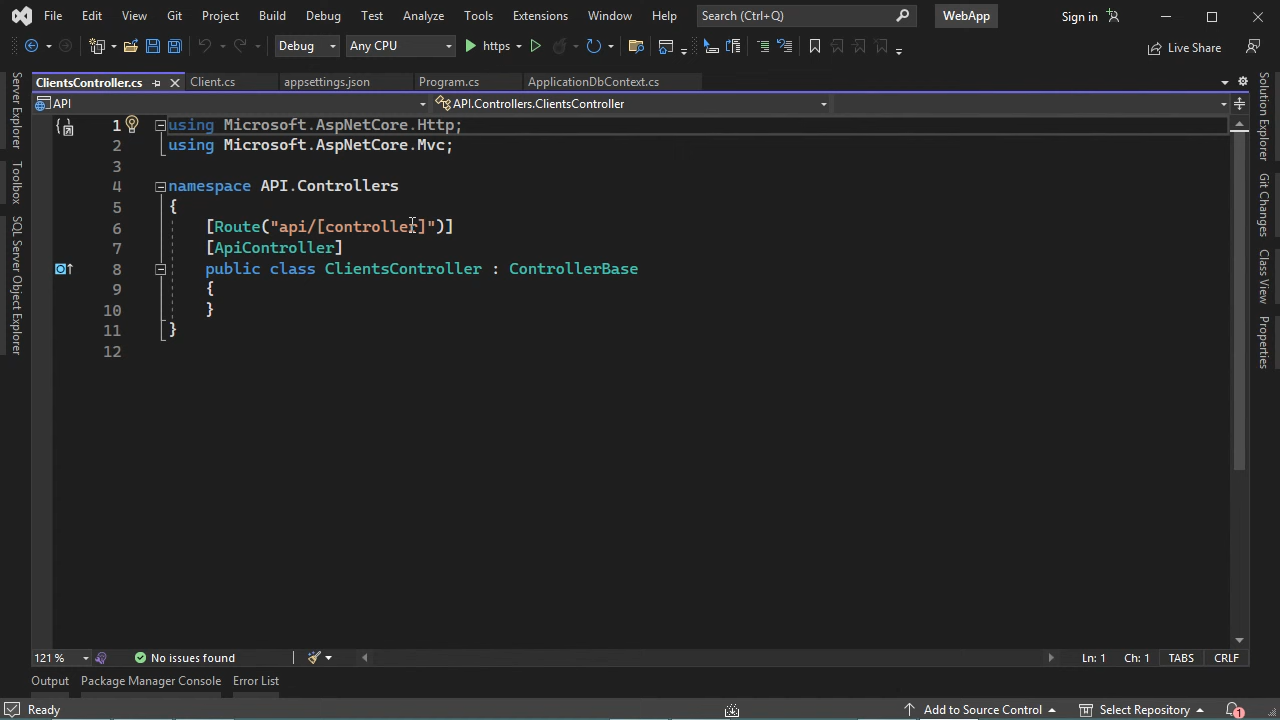 File Edit View Git Project Build Debug Test Analyze Tools Extensions Window Help Search (Ctrl+Q) WebApp Sign in
Debug Any CPU https Live Share
ClientsController.cs Client.cs appsettings.json Program.cs ApplicationDbContext.cs
API API.Controllers.ClientsController
1 using Microsoft.AspNetCore.Http;
2 using Microsoft.AspNetCore.Mvc;
3
4 namespace API.Controllers
5 {
6 [Route("api/[controller]")]
7 [ApiController]
8 public class ClientsController : ControllerBase
9 {
10 }
11 }
12
Server Explorer
Toolbox
SQL Server Object Explorer
Solution Explorer
Git Changes
Class View
Properties
121 % No issues found Ln: 1 Ch: 1 TABS CRLF
Output Package Manager Console Error List
Ready Add to Source Control Select Repository 1